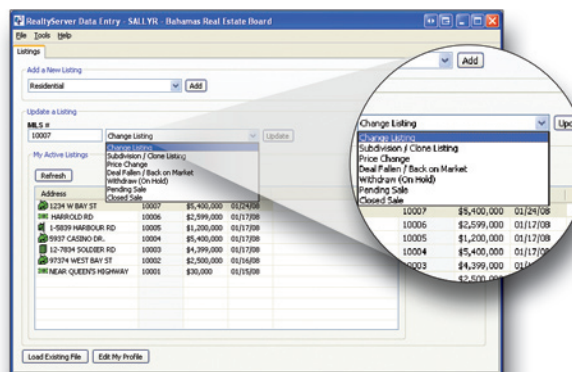 RealtyServer Data Entry - SALLYR - Bahamas Real Estate Board
File Tools Help
Listings
Add a New Listing
Residential Add
Update a Listing
MLS #
10007 Change Listing Update
Change Listing
Subdivision / Clone Listing
Price Change
Deal Fallen / Back on Market
Withdraw (On Hold)
Pending Sale
Closed Sale
My Active Listings
Refresh
Address
1234 W BAY ST 10007 $5,400,000 01/24/08
HARROLD RD 10006 $2,599,000 01/17/08
1-5839 HARBOUR RD 10005 $1,200,000 01/17/08
5937 CASINO DR. 10004 $5,400,000 01/17/08
12-7834 SOLDIER RD 10003 $4,399,000 01/17/08
97374 WEST BAY ST 10002 $2,500,000 01/16/08
NEAR QUEEN'S HIGHWAY 10001 $30,000 01/15/08
Load Existing File Edit My Profile
Add
Change Listing Upd
Change Listing
Subdivision / Clone Listing
Price Change
Deal Fallen / Back on Market
Withdraw (On Hold)
Pending Sale
Closed Sale
10007 $5,400,000 01/24/08
10006 $2,599,000 01/17/08
10005 $1,200,000 01/17/08
10004 $5,400,000 01/17
10003 $4,399,000
$2,500,000